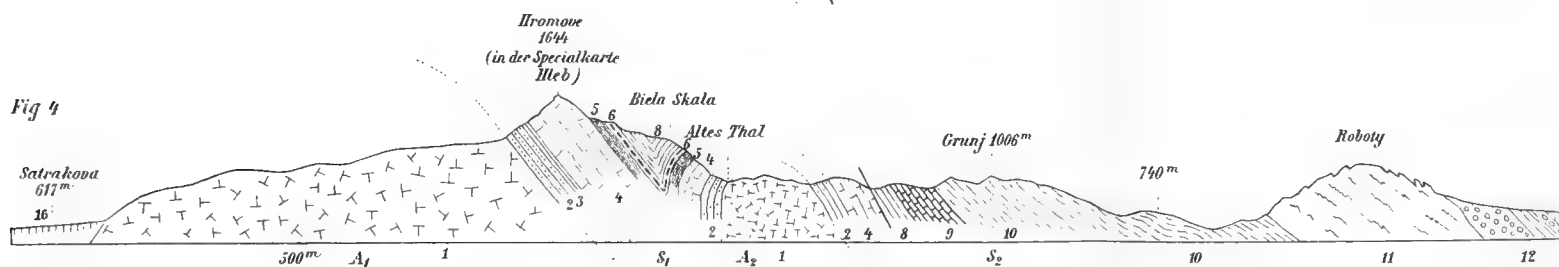 Hromove
1644
(in der Specialkarte
Hleb)
Fig 4
Biela Skala
5 6
8
Altes Thal
6
5 4
Grunj 1006m
Roboty
Satrakova
617m
740m
16
2 3
4
2
2 4 8 9 10
500m A1 1 S1 A2 1 S2 10 11 12